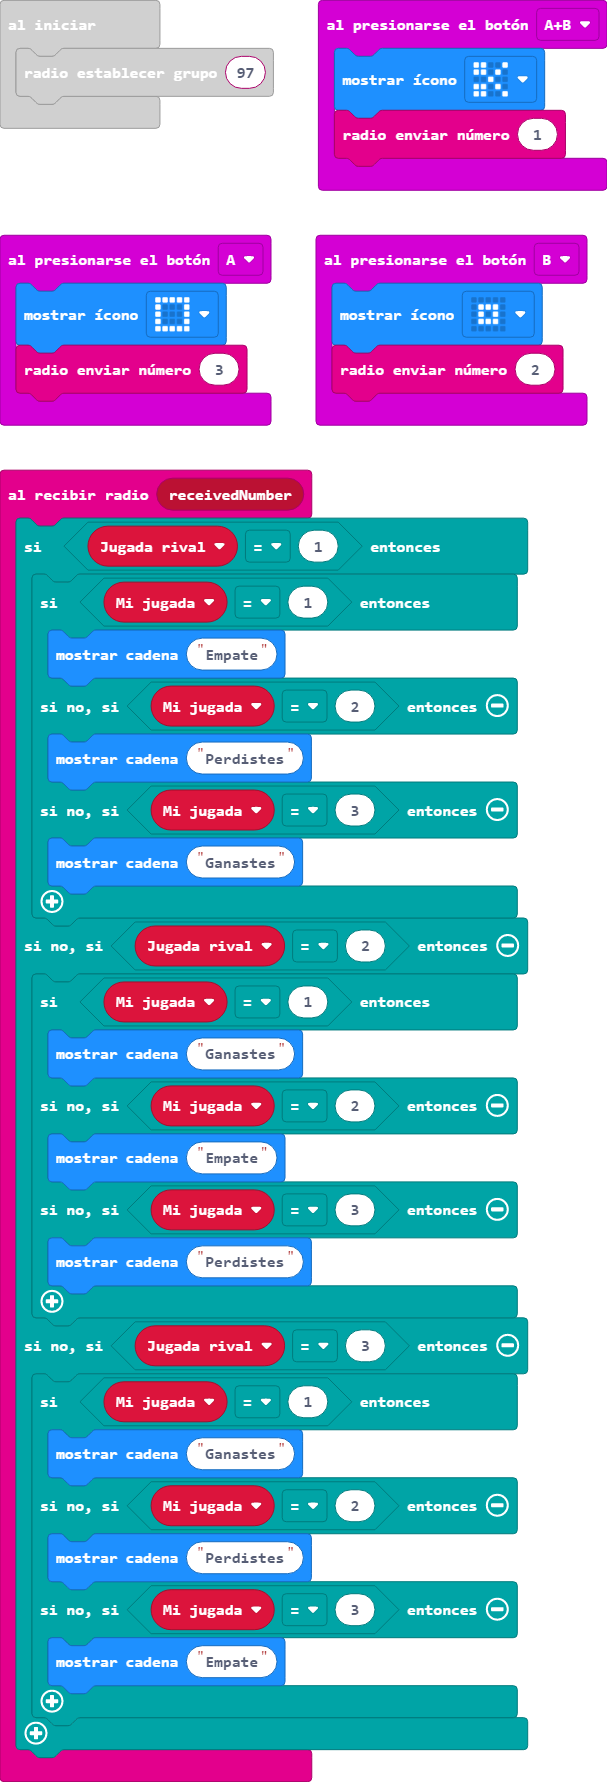 al iniciar
radio establecer grupo 97
al presionarse el botón A+B
mostrar ícono
radio enviar número 1
al presionarse el botón A
mostrar ícono
radio enviar número 3
al presionarse el botón B
mostrar ícono
radio enviar número 2
al recibir radio receivedNumber
si Jugada rival = 1 entonces
si Mi jugada = 1 entonces
mostrar cadena "Empate"
si no, si Mi jugada = 2 entonces
mostrar cadena "Perdistes"
si no, si Mi jugada = 3 entonces
mostrar cadena "Ganastes"
si no, si Jugada rival = 2 entonces
si Mi jugada = 1 entonces
mostrar cadena "Ganastes"
si no, si Mi jugada = 2 entonces
mostrar cadena "Empate"
si no, si Mi jugada = 3 entonces
mostrar cadena "Perdistes"
si no, si Jugada rival = 3 entonces
si Mi jugada = 1 entonces
mostrar cadena "Ganastes"
si no, si Mi jugada = 2 entonces
mostrar cadena "Perdistes"
si no, si Mi jugada = 3 entonces
mostrar cadena "Empate"